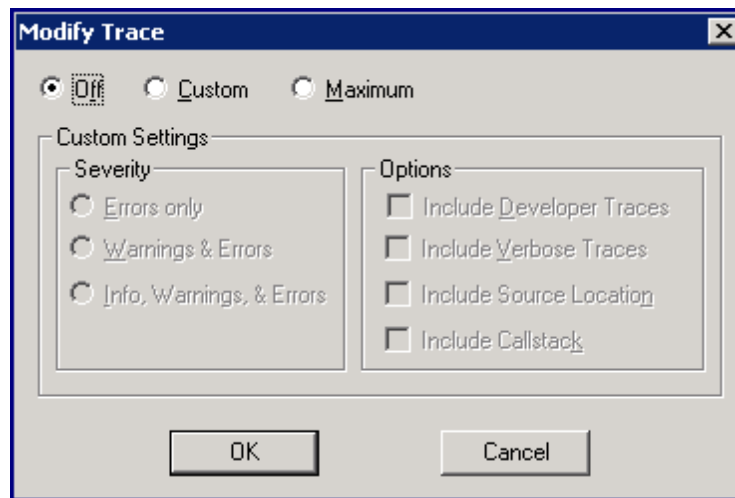 Modify Trace
Off Custom Maximum
Custom Settings
Severity Options
Errors only Include Developer Traces
Warnings & Errors Include Verbose Traces
Info, Warnings, & Errors Include Source Location
Include Callstack
OK Cancel